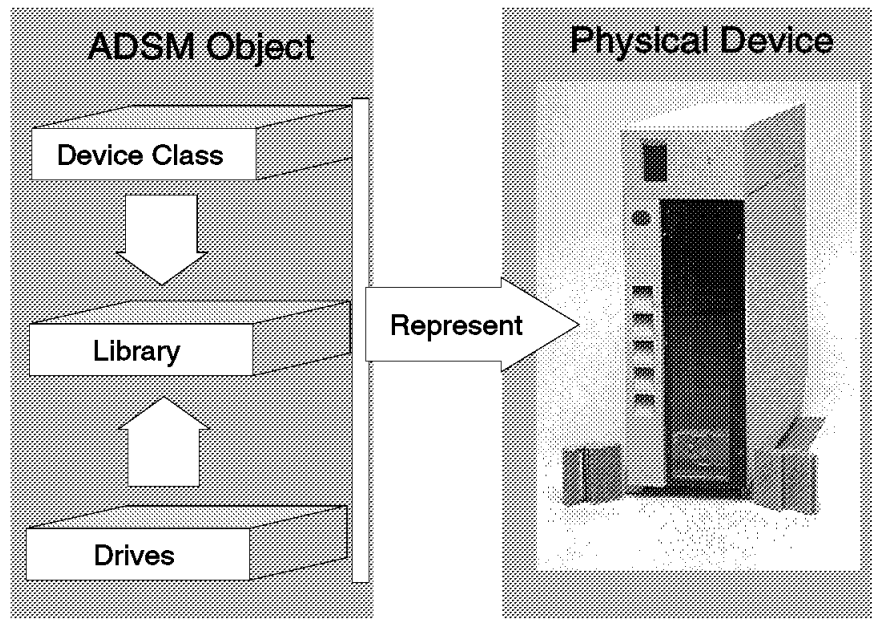 ADSM Object
Physical Device
Device Class
Library
Represent
Drives